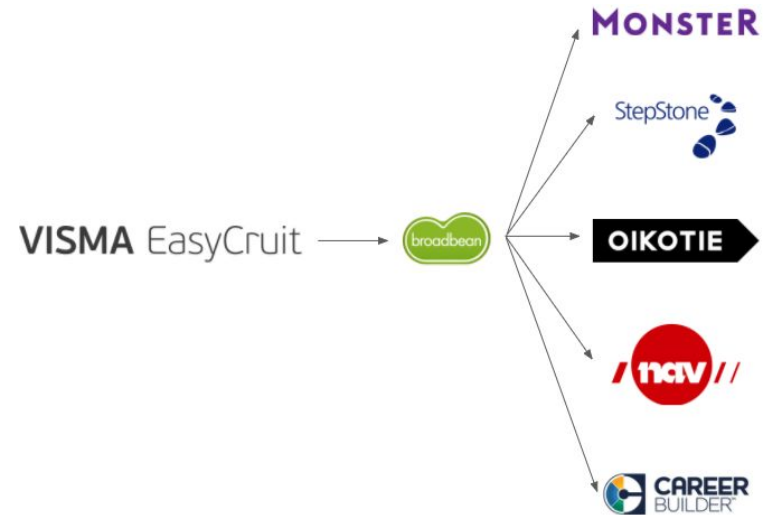 MONSTER
StepStone
VISMA EasyCruit
broadbean
OIKOTIE
/nav//
CAREER
BUILDER